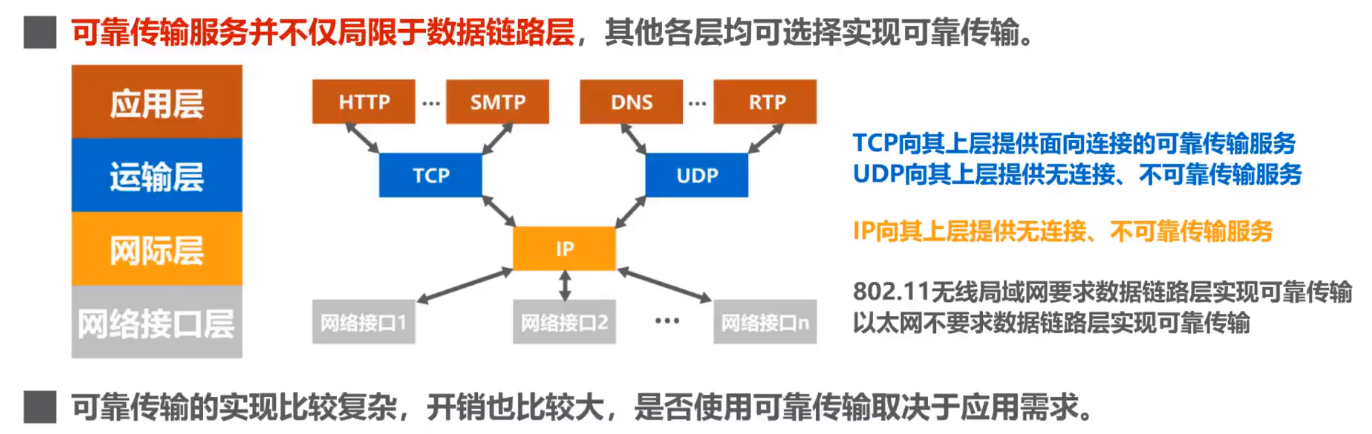 可靠传输服务并不仅局限于数据链路层，其他各层均可选择实现可靠传输。
应用层
HTTP ··· SMTP
DNS ··· RTP
运输层
TCP
UDP
TCP向其上层提供面向连接的可靠传输服务
UDP向其上层提供无连接、不可靠传输服务
网际层
IP
IP向其上层提供无连接、不可靠传输服务
网络接口层
网络接口1
网络接口2
···
网络接口n
802.11无线局域网要求数据链路层实现可靠传输
以太网不要求数据链路层实现可靠传输
可靠传输的实现比较复杂，开销也比较大，是否使用可靠传输取决于应用需求。